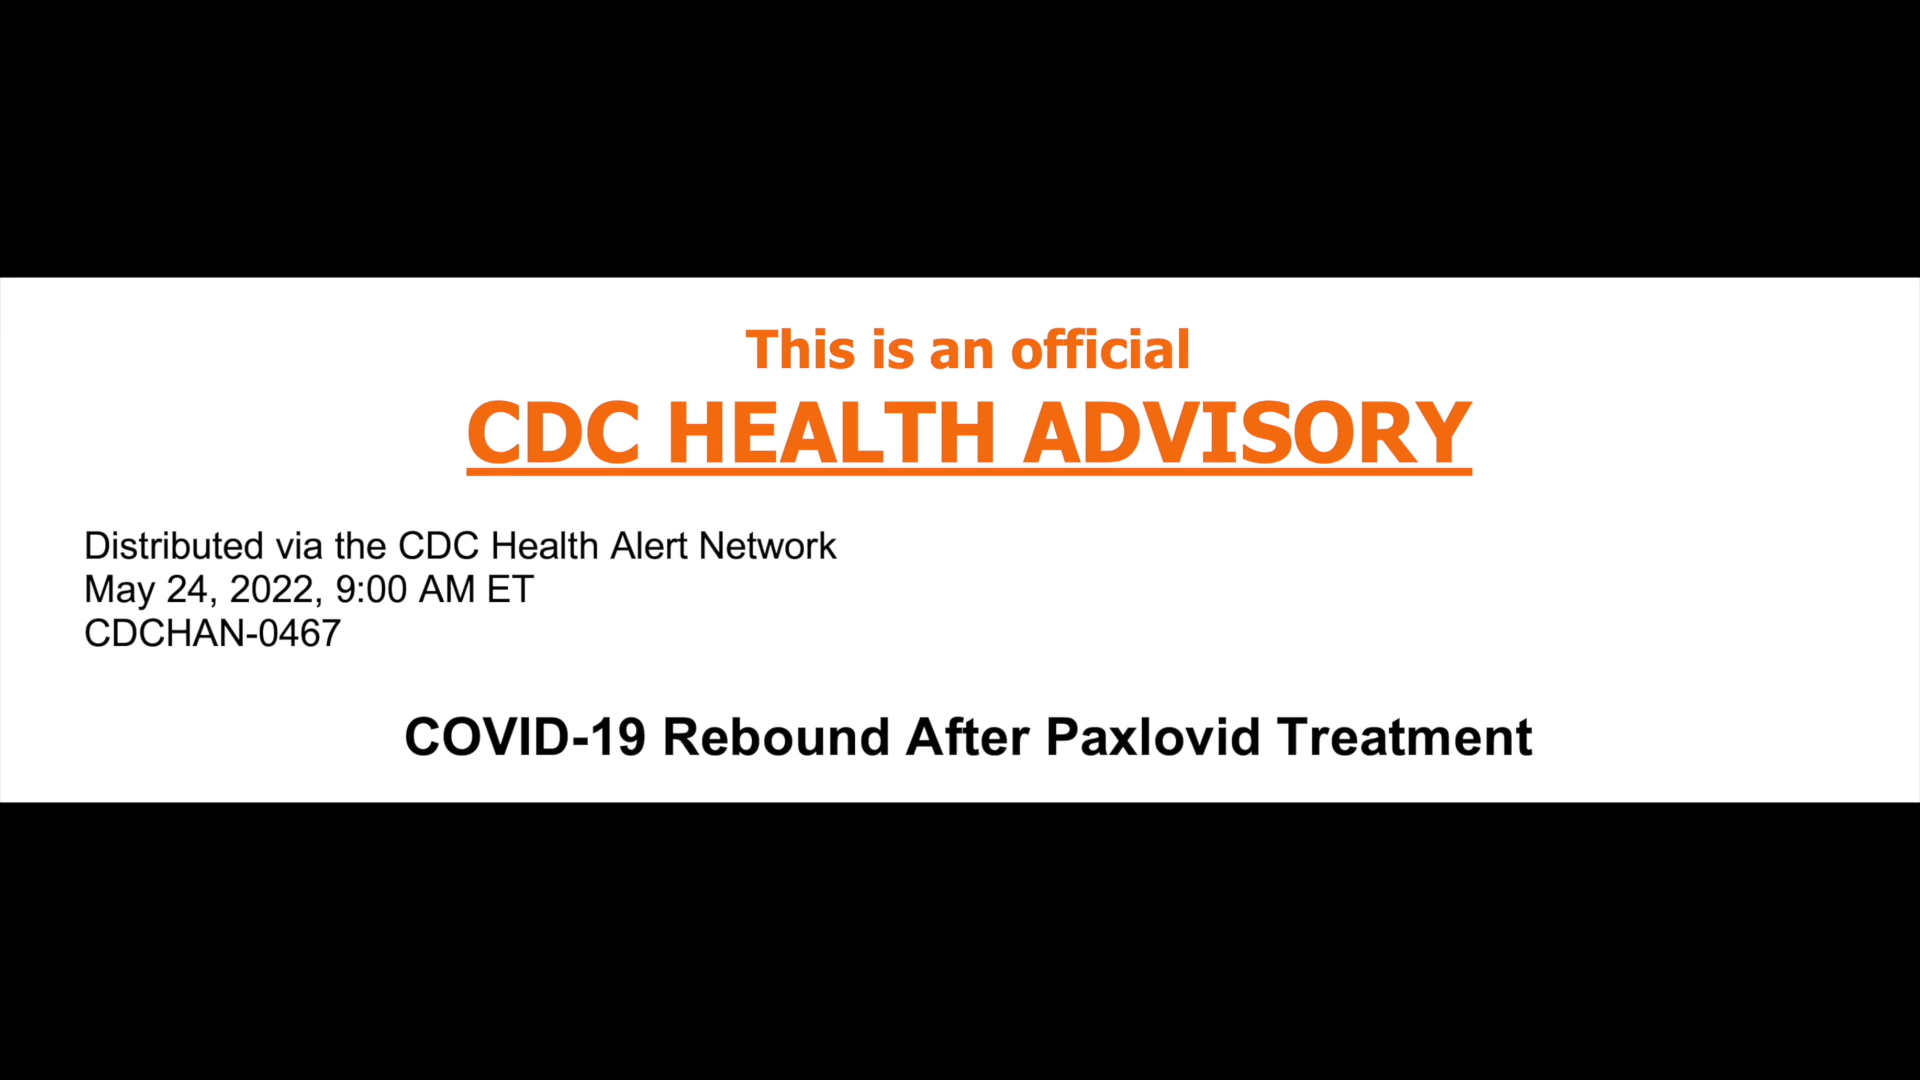 This is an official
CDC HEALTH ADVISORY
Distributed via the CDC Health Alert Network
May 24, 2022, 9:00 AM ET
CDCHAN-0467
COVID-19 Rebound After Paxlovid Treatment